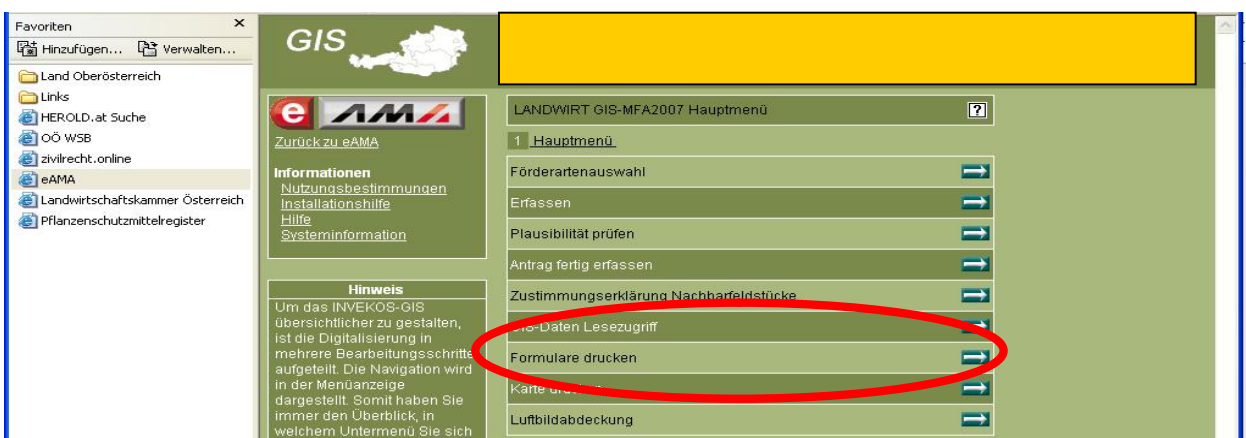 Favoriten
×
Hinzufügen... Verwalten...
Land Oberösterreich
Links
HEROLD.at Suche
OÖ WSB
zivilrecht.online
eAMA
Landwirtschaftskammer Österreich
Pflanzenschutzmittelregister
GIS
e AMA
Zurück zu eAMA
Informationen
Nutzungsbestimmungen
Installationshilfe
Hilfe
Systeminformation
Hinweis
Um das INVEKOS-GIS
übersichtlicher zu gestalten,
ist die Digitalisierung in
mehrere Bearbeitungsschritte
aufgeteilt. Die Navigation wird
in der Menüanzeige
dargestellt. Somit haben Sie
immer den Überblick, in
welchem Untermenü Sie sich
LANDWIRT GIS-MFA2007 Hauptmenü
?
1 Hauptmenü
Förderartenauswahl
Erfassen
Plausibilität prüfen
Antrag fertig erfassen
Zustimmungserklärung Nachbarfeldstücke
GIS-Daten Lesezugriff
Formulare drucken
Karte
Luftbildabdeckung